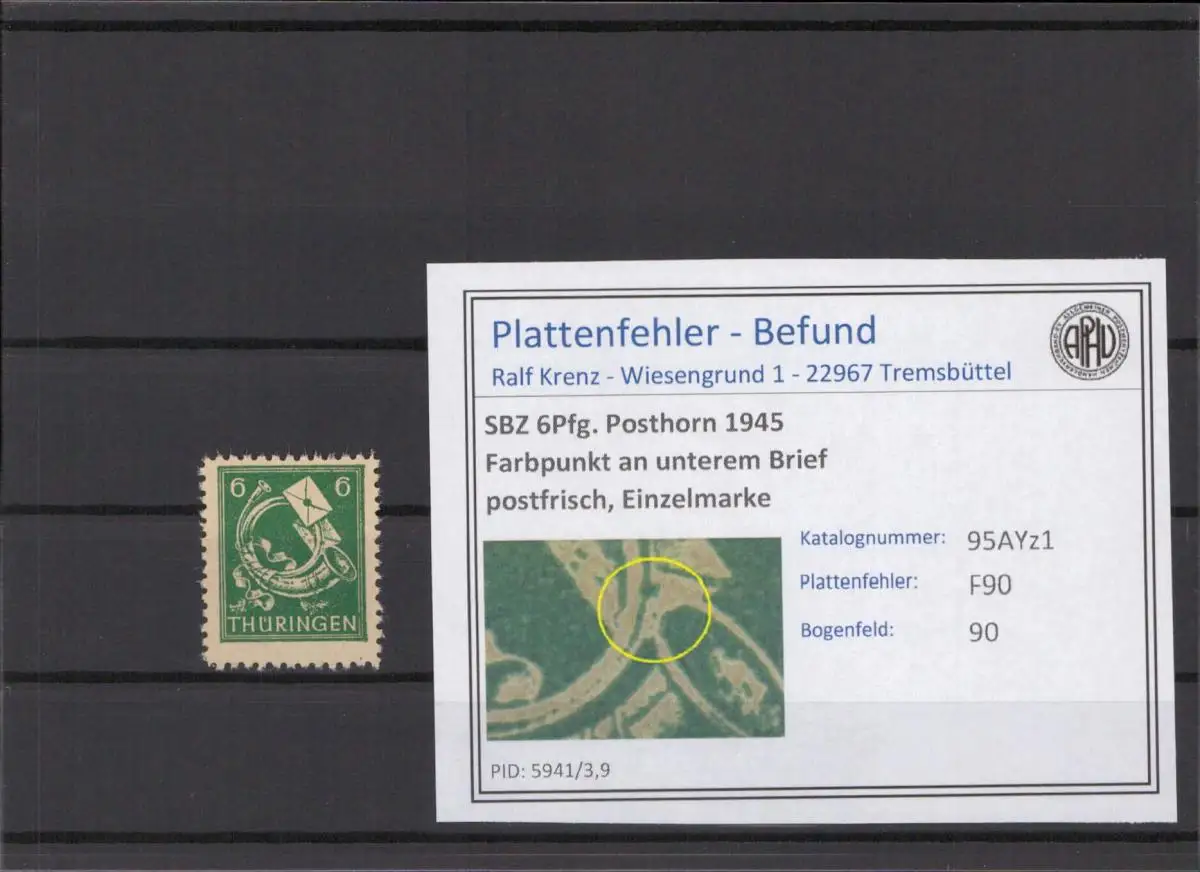 6 6
THÜRINGEN
Plattenfehler - Befund
Ralf Krenz - Wiesengrund 1 - 22967 Tremsbüttel
APHV
SBZ 6Pfg. Posthorn 1945
Farbpunkt an unterem Brief
postfrisch, Einzelmarke
Katalognummer: 95AYz1
Plattenfehler: F90
Bogenfeld: 90
PID: 5941/3,9